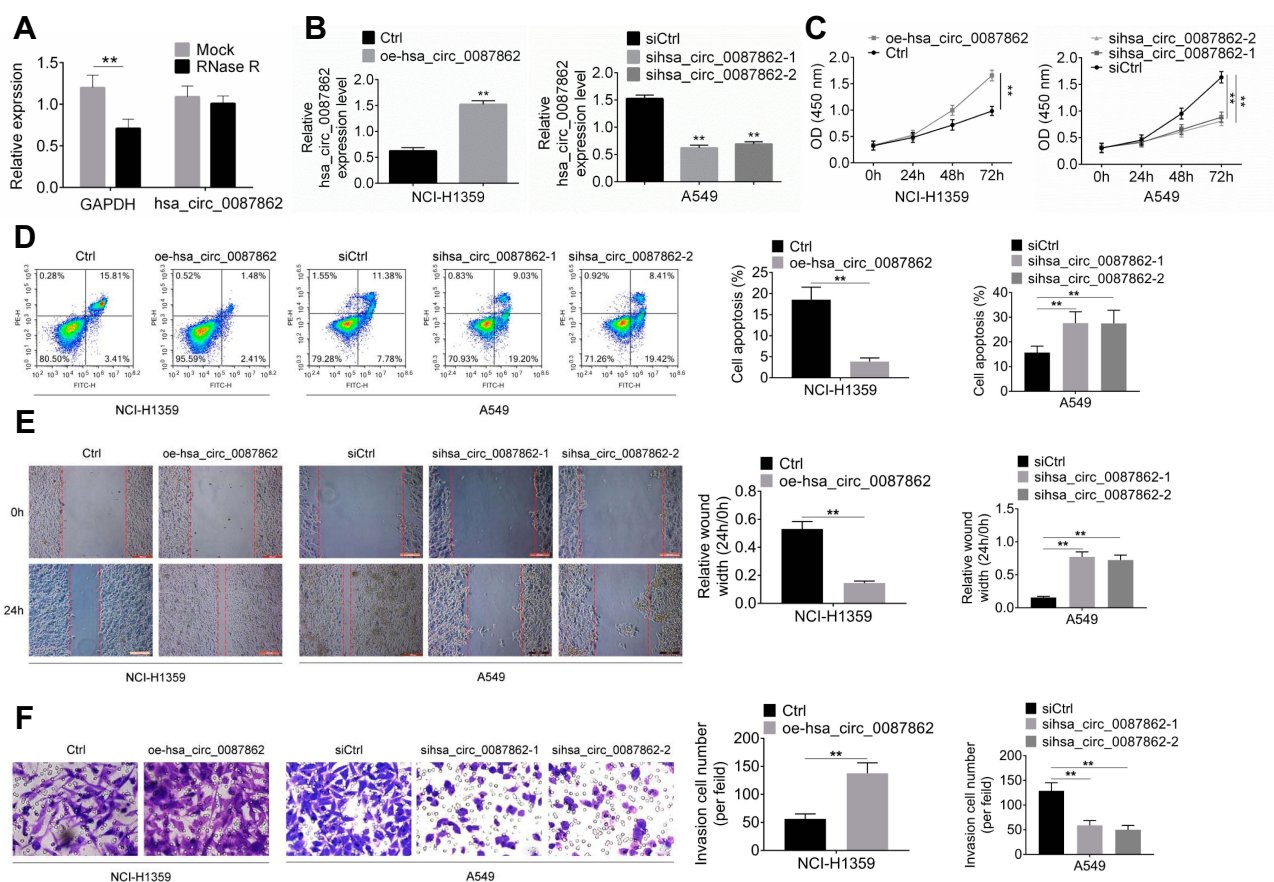 A
Mock
RNase R
**
Relative expression
1.5
1.0
0.5
0.0
GAPDH
hsa_circ_0087862
B
Ctrl
oe-hsa_circ_0087862
Relative
hsa_circ_0087862
expression level
2.0
1.5
1.0
0.5
0.0
**
NCI-H1359
siCtrl
sihsa_circ_0087862-1
sihsa_circ_0087862-2
Relative
hsa_circ_0087862
expression level
2.0
1.5
1.0
0.5
0.0
**
**
A549
C
oe-hsa_circ_0087862
Ctrl
OD (450 nm)
2.0
1.5
1.0
0.5
0.0
**
0h 24h 48h 72h
NCI-H1359
sihsa_circ_0087862-2
sihsa_circ_0087862-1
siCtrl
OD (450 nm)
2.0
1.5
1.0
0.5
0.0
**
**
0h 24h 48h 72h
A549
D
Ctrl
oe-hsa_circ_0087862
siCtrl
sihsa_circ_0087862-1
sihsa_circ_0087862-2
0.28% 15.81%
80.50% 3.41%
0.52% 1.48%
95.59% 2.41%
1.55% 11.38%
79.28% 7.78%
0.83% 9.03%
70.93% 19.20%
0.92% 8.41%
71.26% 19.42%
PE-H
PE-H
PE-H
PE-H
PE-H
FITC-H
FITC-H
FITC-H
FITC-H
FITC-H
NCI-H1359
A549
Ctrl
oe-hsa_circ_0087862
Cell apoptosis (%)
25
20
15
10
5
0
**
NCI-H1359
siCtrl
sihsa_circ_0087862-1
sihsa_circ_0087862-2
Cell apoptosis (%)
40
30
20
10
0
**
**
A549
E
Ctrl
oe-hsa_circ_0087862
siCtrl
sihsa_circ_0087862-1
sihsa_circ_0087862-2
0h
24h
NCI-H1359
A549
Ctrl
oe-hsa_circ_0087862
Relative wound
width (24h/0h)
0.8
0.6
0.4
0.2
0.0
**
NCI-H1359
siCtrl
sihsa_circ_0087862-1
sihsa_circ_0087862-2
Relative wound
width (24h/0h)
1.5
1.0
0.5
0.0
**
**
A549
F
Ctrl
oe-hsa_circ_0087862
siCtrl
sihsa_circ_0087862-1
sihsa_circ_0087862-2
NCI-H1359
A549
Ctrl
oe-hsa_circ_0087862
Invasion cell number
(per feild)
200
150
100
50
0
**
NCI-H1359
siCtrl
sihsa_circ_0087862-1
sihsa_circ_0087862-2
Invasion cell number
(per feild)
200
150
100
50
0
**
**
A549